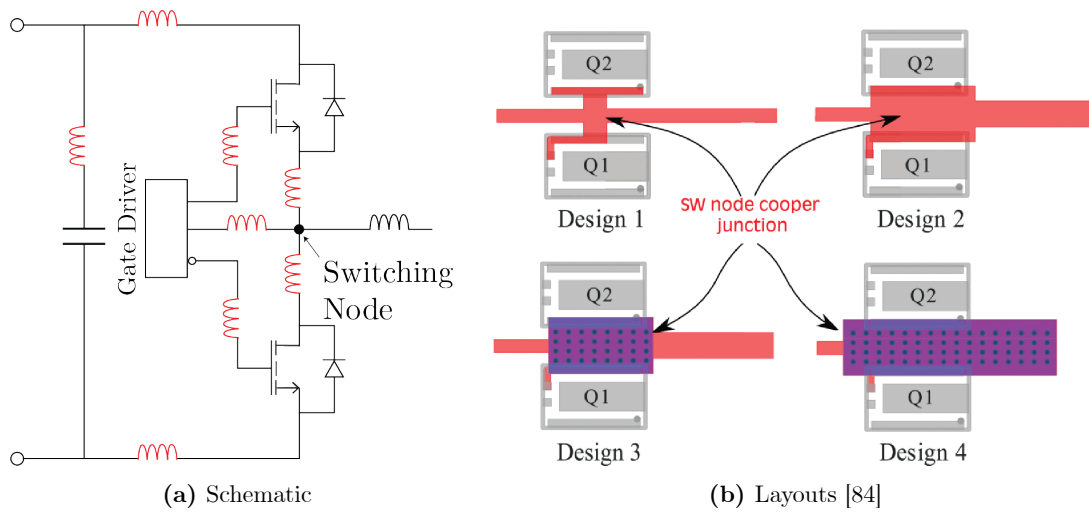 Gate Driver
Switching
Node
(a) Schematic
Q2
Q1
Design 1
Q2
Q1
Design 2
SW node cooper
junction
Q2
Q1
Design 3
Q2
Q1
Design 4
(b) Layouts [84]